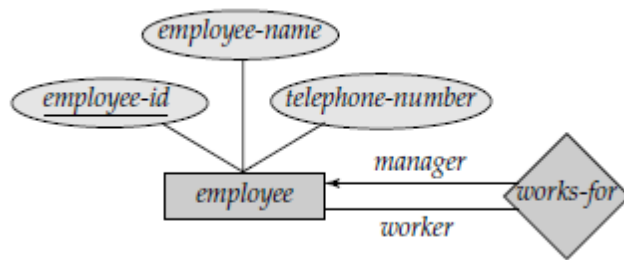 employee-name
employee-id
telephone-number
manager
employee
works-for
worker